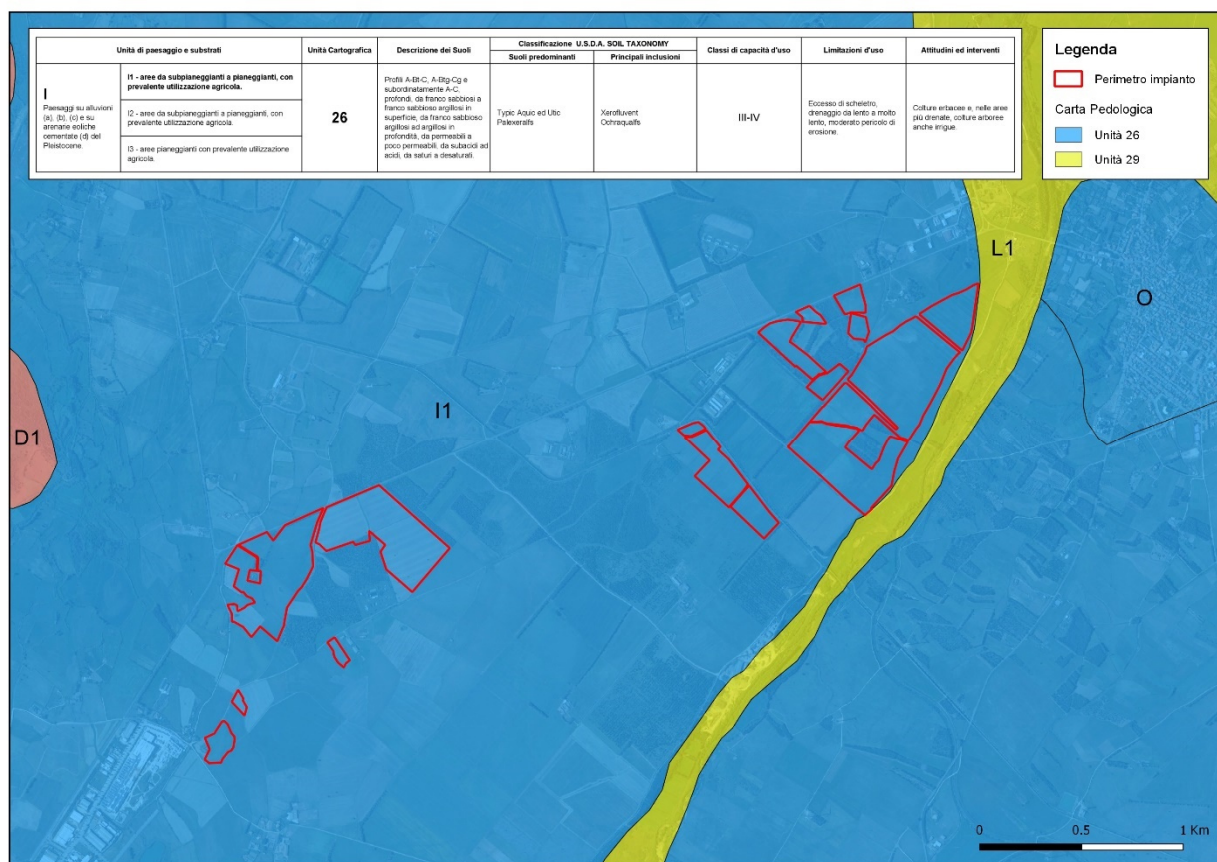 Unità di paesaggio e substrati
Unità Cartografica
Descrizione dei Suoli
Classificazione U.S.D.A. SOIL TAXONOMY
Suoli predominanti
Principali inclusioni
Classi di capacità d'uso
Limitazioni d'uso
Attitudini ed interventi
I
Paesaggi su alluvioni
(a), (b), (c) e su
arenarie eoliche
cementate (d) del
Pleistocene.
I1 - aree da subpianeggianti a pianeggianti, con
prevalente utilizzazione agricola.
I2 - aree da subpianeggianti a pianeggianti, con
prevalente utilizzazione agricola.
I3 - aree pianeggianti con prevalente utilizzazione
agricola.
26
Profili A-Bt-C, A-Btg-Cg e
subordinatamente A-C,
profondi, da franco sabbiosi a
franco sabbioso argillosi in
superficie, da franco sabbioso
argillosi ad argillosi in
profondità, da permeabili a
poco permeabili, da subacidi ad
acidi, da saturi a desaturati.
Typic Aquic ed Utic
Palexeralfs
Xerofluvent
Ochraqualfs
III-IV
Eccesso di scheletro,
drenaggio da lento a molto
lento, moderato pericolo di
erosione.
Colture erbacee e, nelle aree
più drenate, colture arboree
anche irrigue.
Legenda
Perimetro impianto
Carta Pedologica
Unità 26
Unità 29
L1
O
I1
D1
0 0.5 1 Km